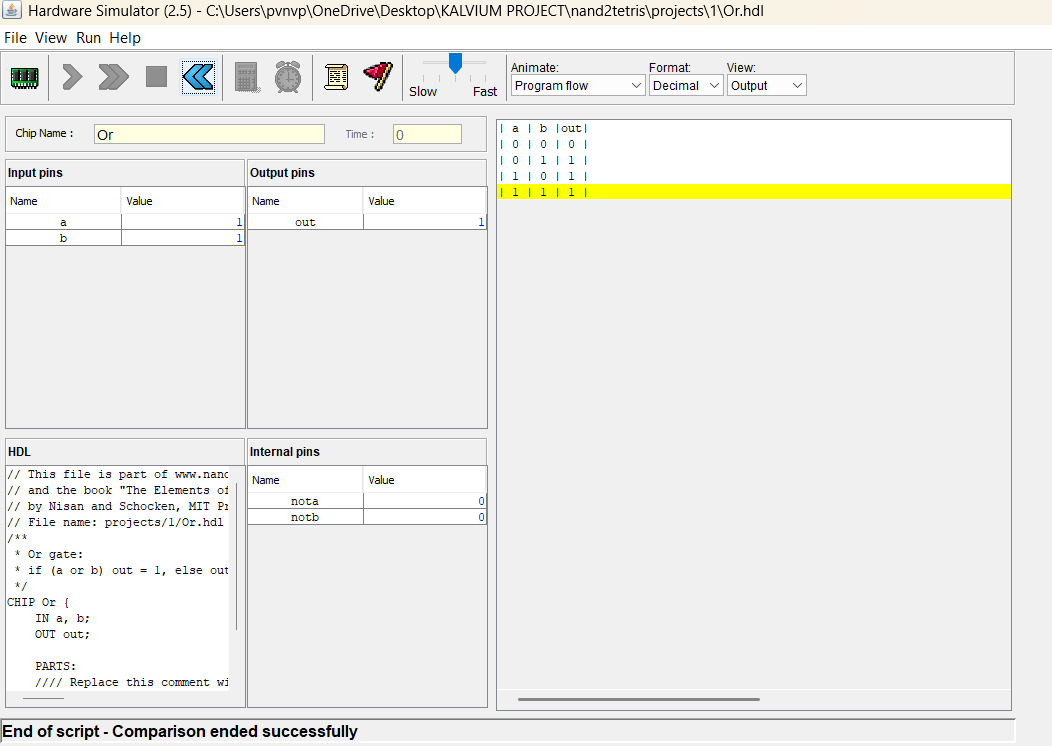 Hardware Simulator (2.5) - C:\Users\pvnvp\OneDrive\Desktop\KALVIUM PROJECT\nand2tetris\projects\1\Or.hdl
File View Run Help
Slow Fast
Animate: Format: View:
Program flow Decimal Output
Chip Name : Or Time : 0
Input pins
Name Value
a 1
b 1
Output pins
Name Value
out 1
HDL
// This file is part of www.nand
// and the book "The Elements of
// by Nisan and Schocken, MIT Pr
// File name: projects/1/Or.hdl
/**
* Or gate:
* if (a or b) out = 1, else out
*/
CHIP Or {
IN a, b;
OUT out;
PARTS:
//// Replace this comment wi
Internal pins
Name Value
nota 0
notb 0
| a | b |out|
| 0 | 0 | 0 |
| 0 | 1 | 1 |
| 1 | 0 | 1 |
| 1 | 1 | 1 |
End of script - Comparison ended successfully